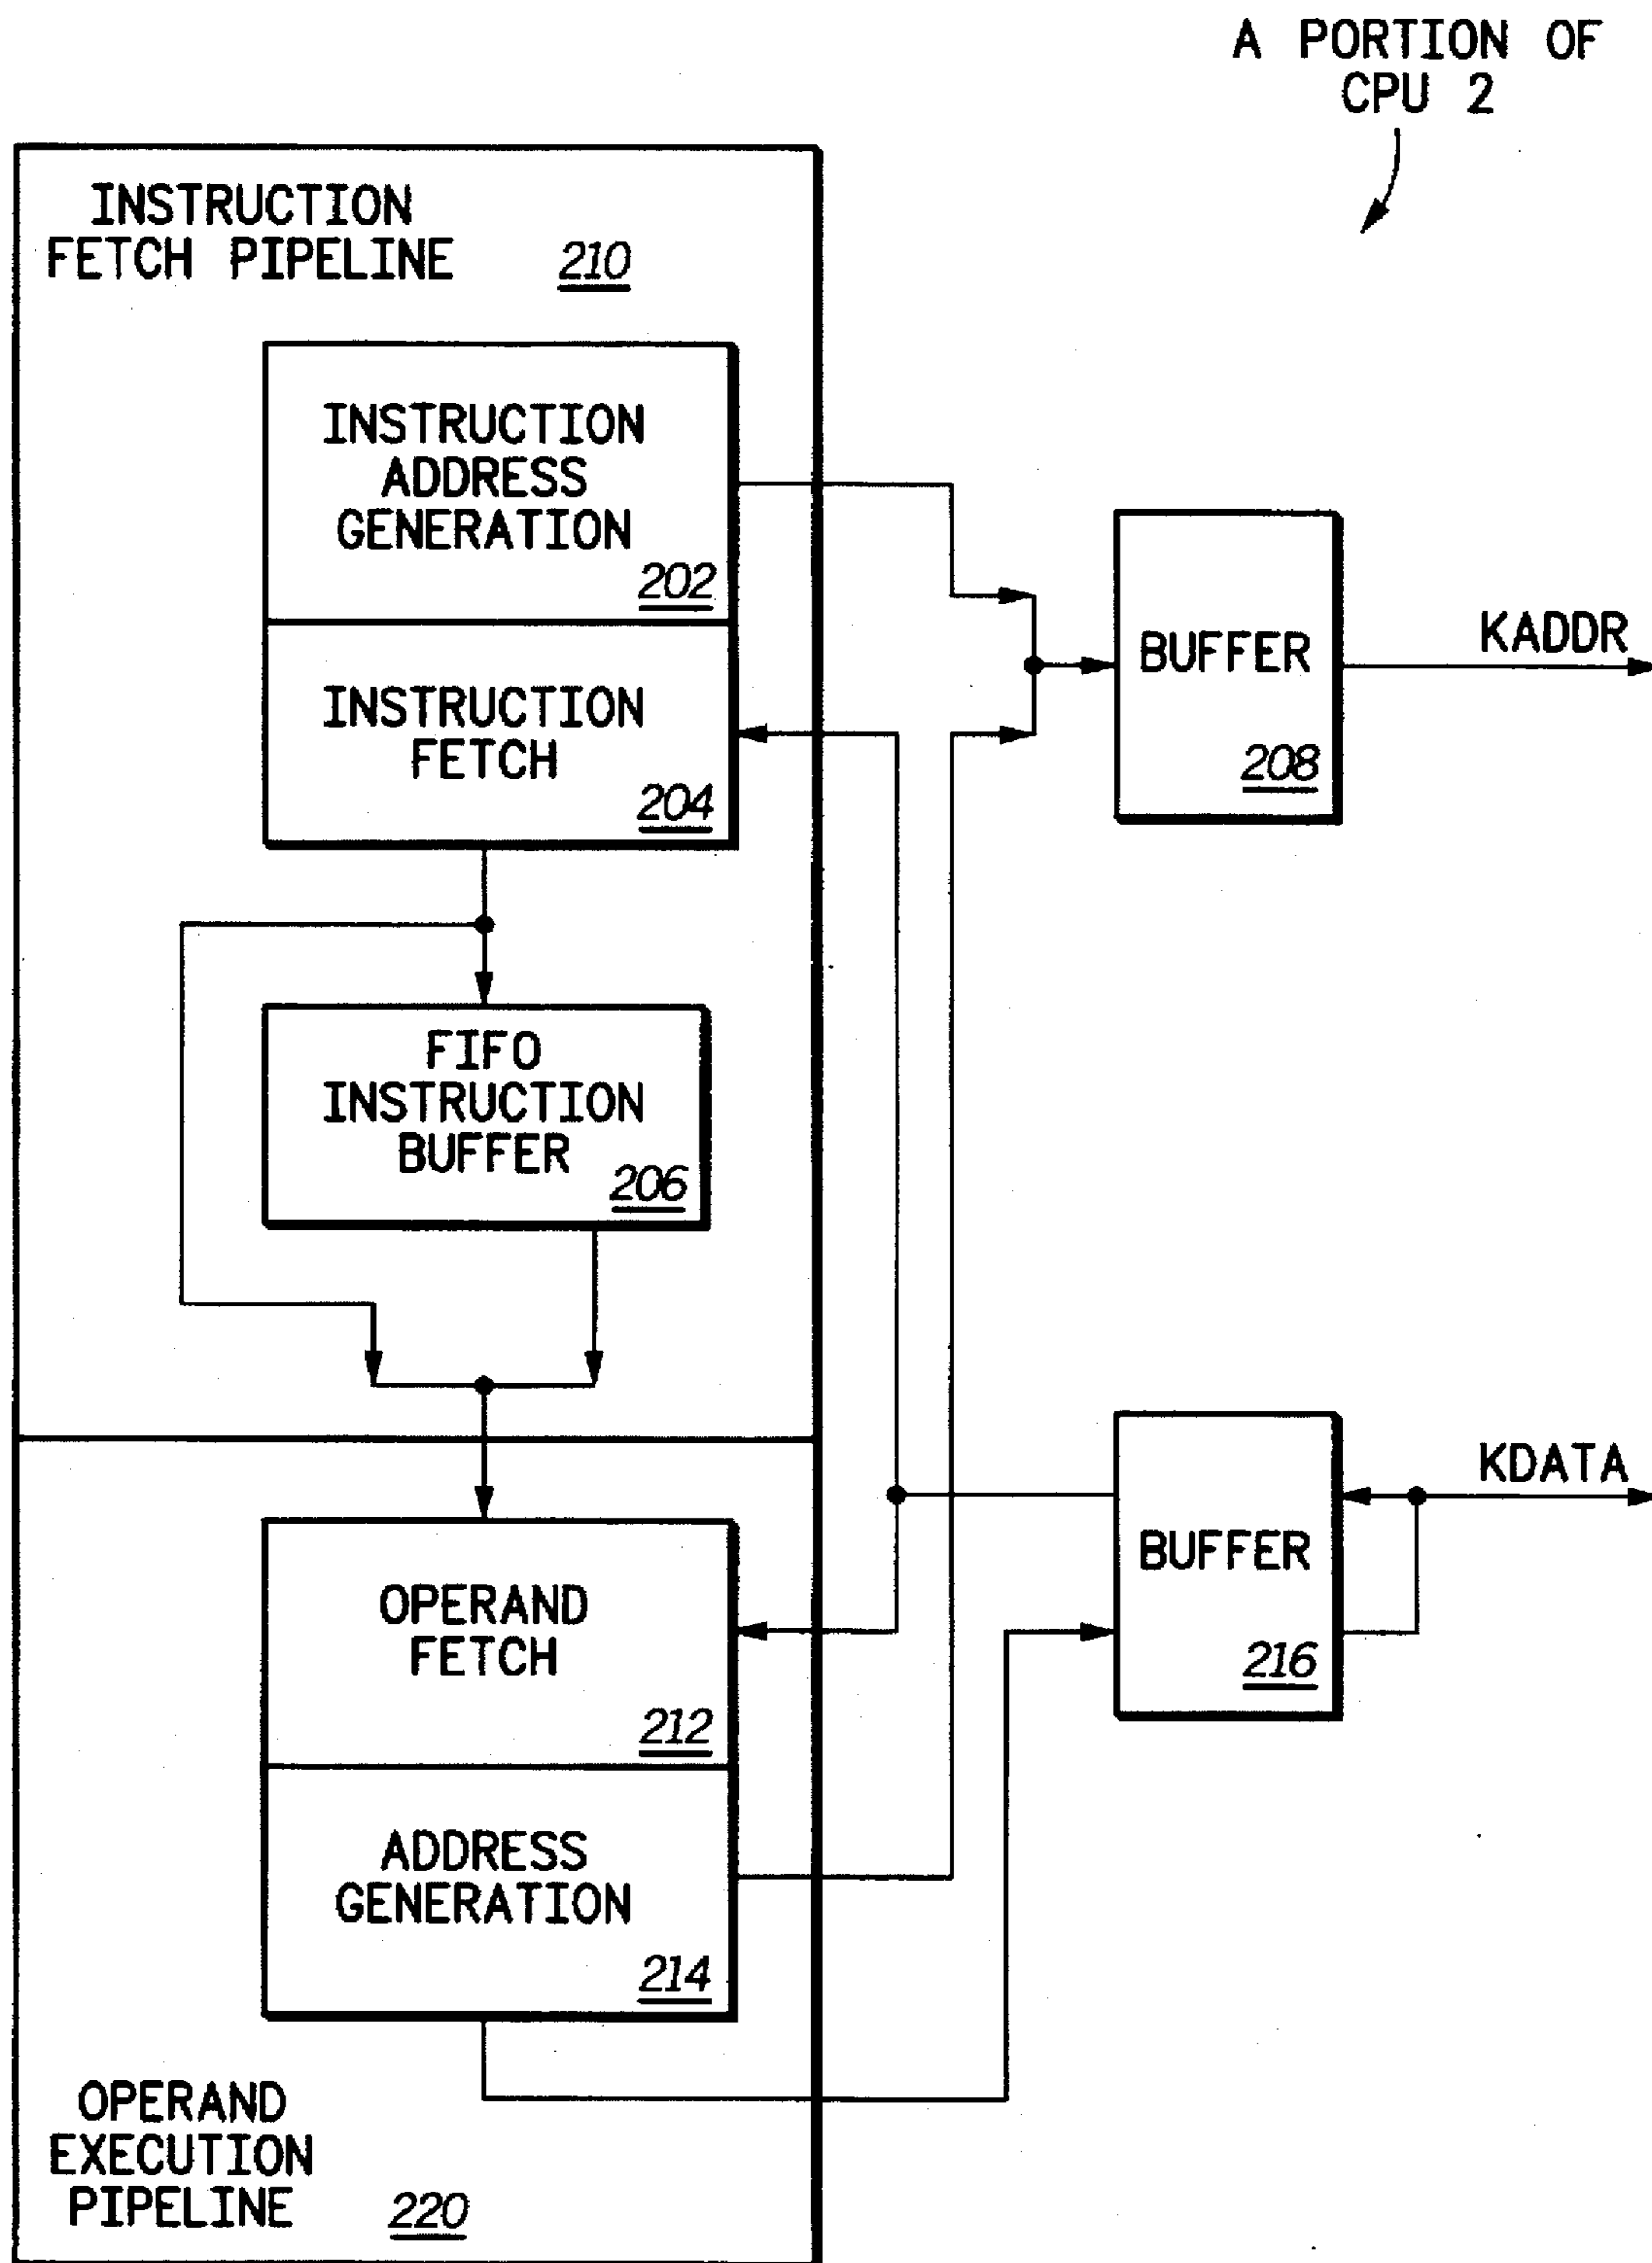 A PORTION OF
CPU 2
INSTRUCTION
FETCH PIPELINE 210
INSTRUCTION
ADDRESS
GENERATION
202
INSTRUCTION
FETCH
204
BUFFER
208
KADDR
FIFO
INSTRUCTION
BUFFER
206
OPERAND
FETCH
212
ADDRESS
GENERATION
214
BUFFER
216
KDATA
OPERAND
EXECUTION
PIPELINE 220